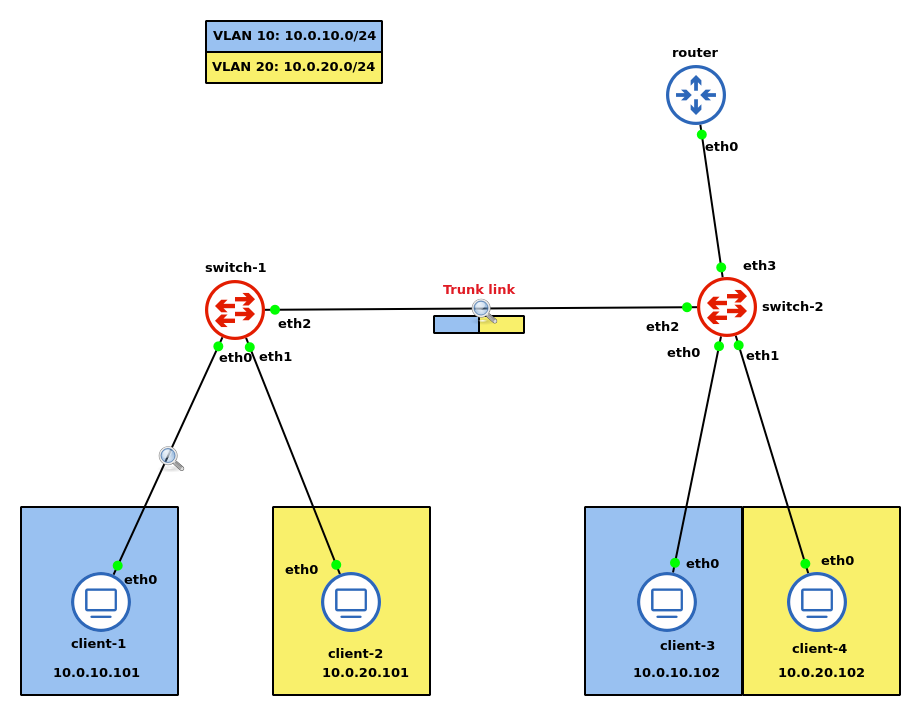 VLAN 10: 10.0.10.0/24
VLAN 20: 10.0.20.0/24
router
eth0
switch-1
eth3
Trunk link
switch-2
eth2
eth2
eth0
eth1
eth0
eth1
eth0
eth0
eth0
eth0
client-1
client-2
client-3
client-4
10.0.10.101
10.0.20.101
10.0.10.102
10.0.20.102